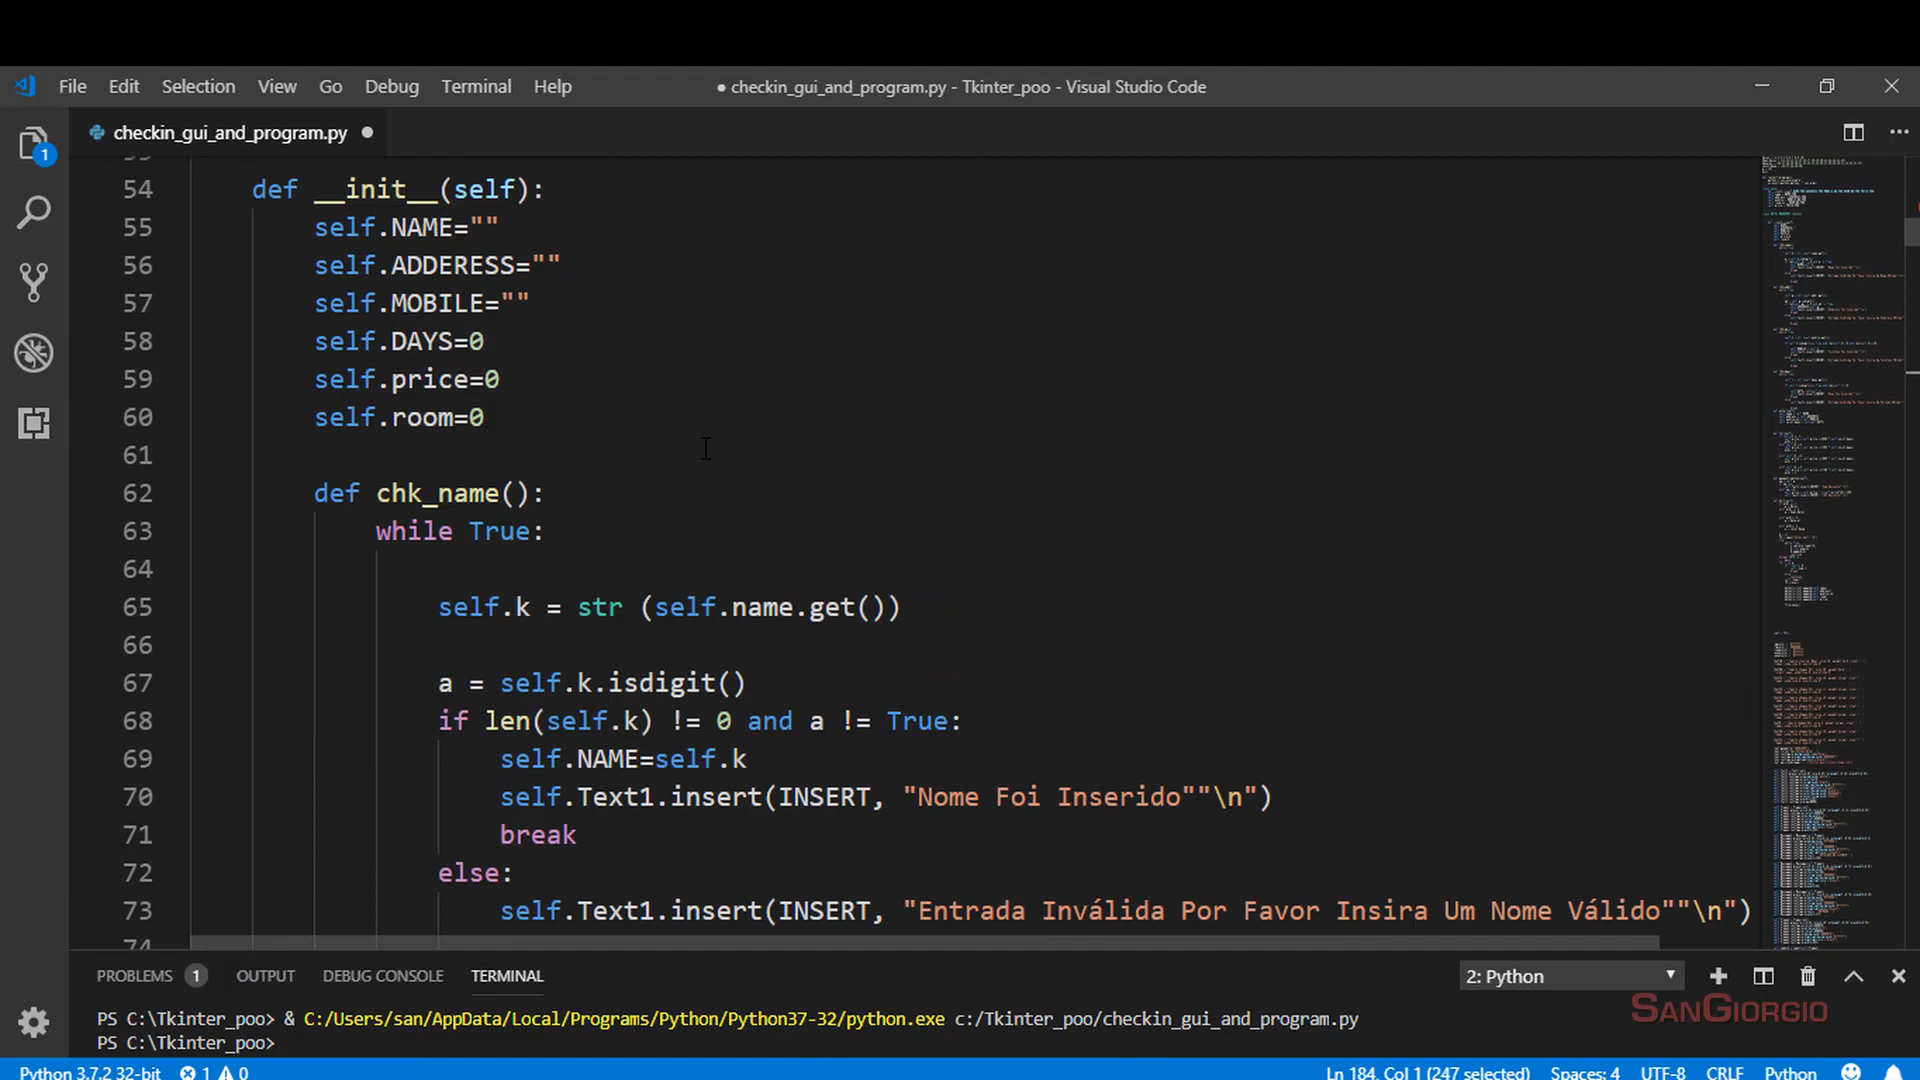 File Edit Selection View Go Debug Terminal Help ● checkin_gui_and_program.py - Tkinter_poo - Visual Studio Code
checkin_gui_and_program.py ●
1
54 def __init__(self):
55 self.NAME=""
56 self.ADDERESS=""
57 self.MOBILE=""
58 self.DAYS=0
59 self.price=0
60 self.room=0
61
62 def chk_name():
63 while True:
64
65 self.k = str (self.name.get())
66
67 a = self.k.isdigit()
68 if len(self.k) != 0 and a != True:
69 self.NAME=self.k
70 self.Text1.insert(INSERT, "Nome Foi Inserido""\n")
71 break
72 else:
73 self.Text1.insert(INSERT, "Entrada Inválida Por Favor Insira Um Nome Válido""\n")
74
PROBLEMS 1 OUTPUT DEBUG CONSOLE TERMINAL 2: Python
SANGIORGIO
PS C:\Tkinter_poo> & C:/Users/san/AppData/Local/Programs/Python/Python37-32/python.exe c:/Tkinter_poo/checkin_gui_and_program.py
PS C:\Tkinter_poo>
Python 3.7.2 32-bit 1 0 Ln 184, Col 1 (247 selected) Spaces: 4 UTF-8 CRLF Python